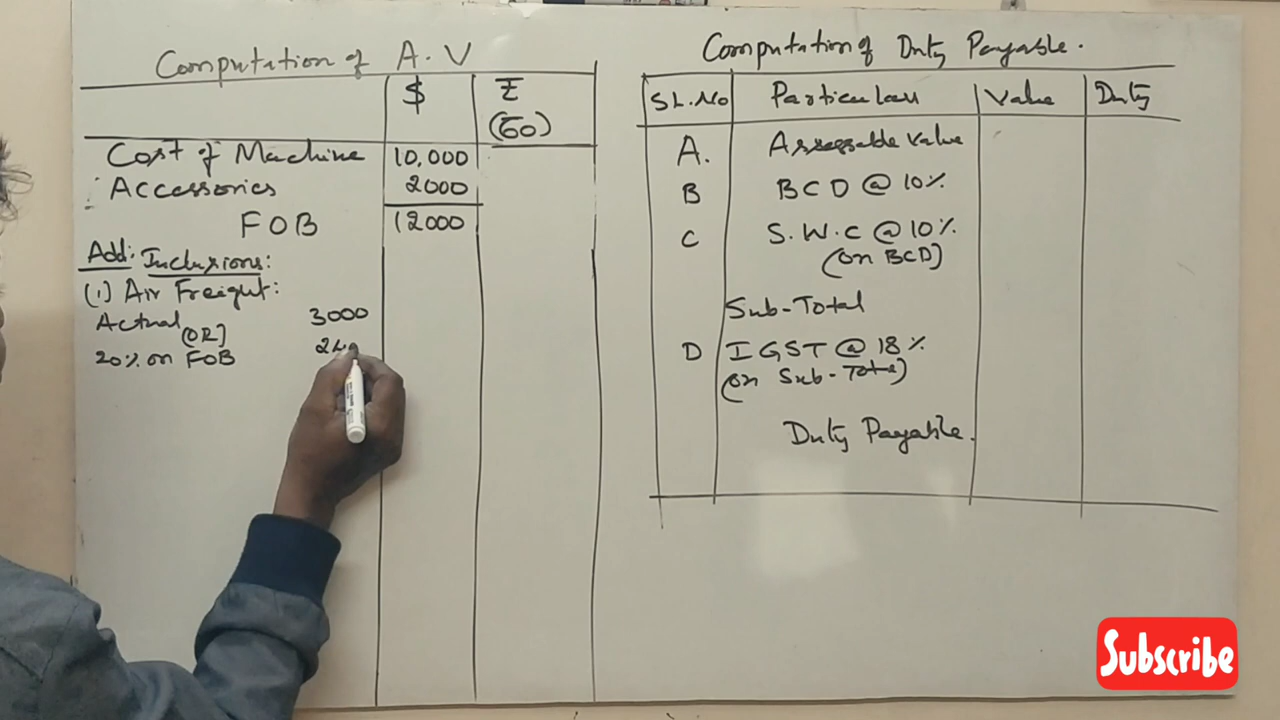 Computation of A.V
$ ₹
(60)
Cost of Machine 10,000
Accessories 2000
FOB 12000
Add: Inclusions:
(1) Air Freight:
Actual 3000
(OR)
20% on FOB 240
Computation of Duty Payable.
SL.No Particulars Value Duty
A. Assessable Value
B BCD @ 10%
C S.W.C @ 10%
(on BCD)
Sub-Total
D IGST @ 18%
(on Sub-Total)
Duty Payable.
Subscribe